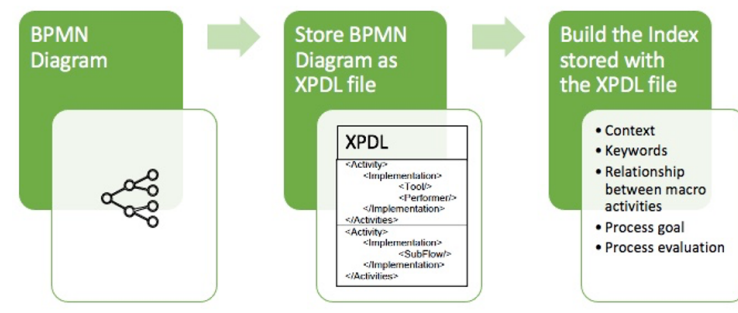 BPMN
Diagram
Store BPMN
Diagram as
XPDL file
XPDL
<Activity>
<Implementation>
<Tool/>
<Performer/>
</Implementation>
</Activities>
<Activity>
<Implementation>
<SubFlow/>
</Implementation>
</Activities>
Build the Index
stored with
the XPDL file
• Context
• Keywords
• Relationship
between macro
activities
• Process goal
• Process evaluation